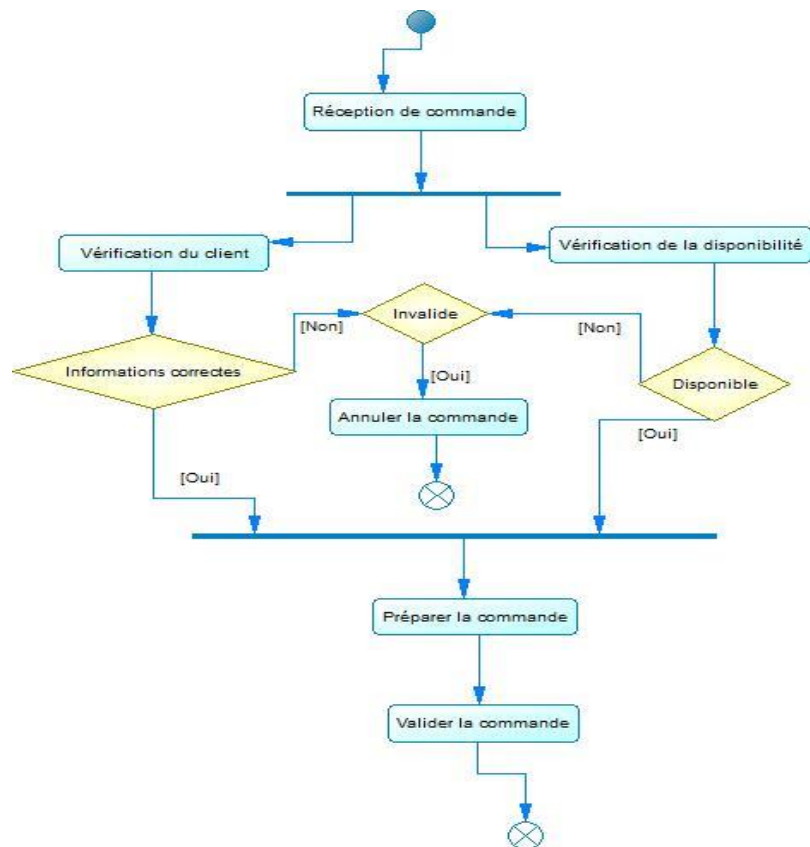 Réception de commande
Vérification du client
Vérification de la disponibilité
Invalide
[Non]
[Non]
Informations correctes
Disponible
[Oui]
Annuler la commande
[Oui]
[Oui]
Préparer la commande
Valider la commande